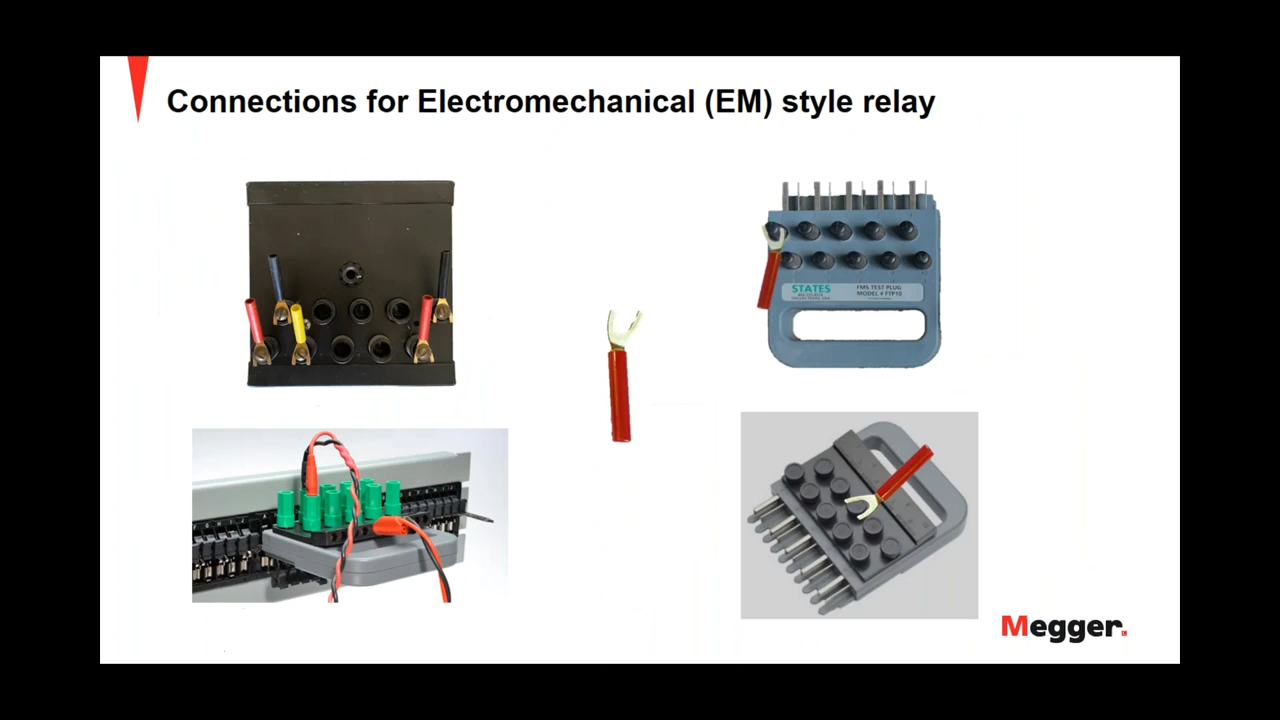 Connections for Electromechanical (EM) style relay
STATES
FMS TEST PLUG
MODEL # FTP10
Megger.